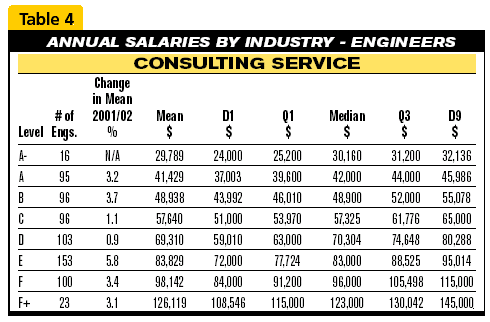 Table 4
ANNUAL SALARIES BY INDUSTRY - ENGINEERS
CONSULTING SERVICE
Change
in Mean
# of 2001/02 Mean D1 Q1 Median Q3 D9
Level Engs. % $ $ $ $ $ $
A- 16 N/A 29,789 24,000 25,200 30,160 31,200 32,136
A 95 3.2 41,429 37,003 39,600 42,000 44,000 45,986
B 96 3.7 48,938 43,992 46,010 48,900 52,000 55,078
C 96 1.1 57,640 51,000 53,970 57,325 61,776 65,000
D 103 0.9 69,310 59,010 63,000 70,304 74,648 80,288
E 153 5.8 83,829 72,000 77,724 83,000 88,525 95,014
F 100 3.4 98,142 84,000 91,200 96,000 105,498 115,000
F+ 23 3.1 126,119 108,546 115,000 123,000 130,042 145,000